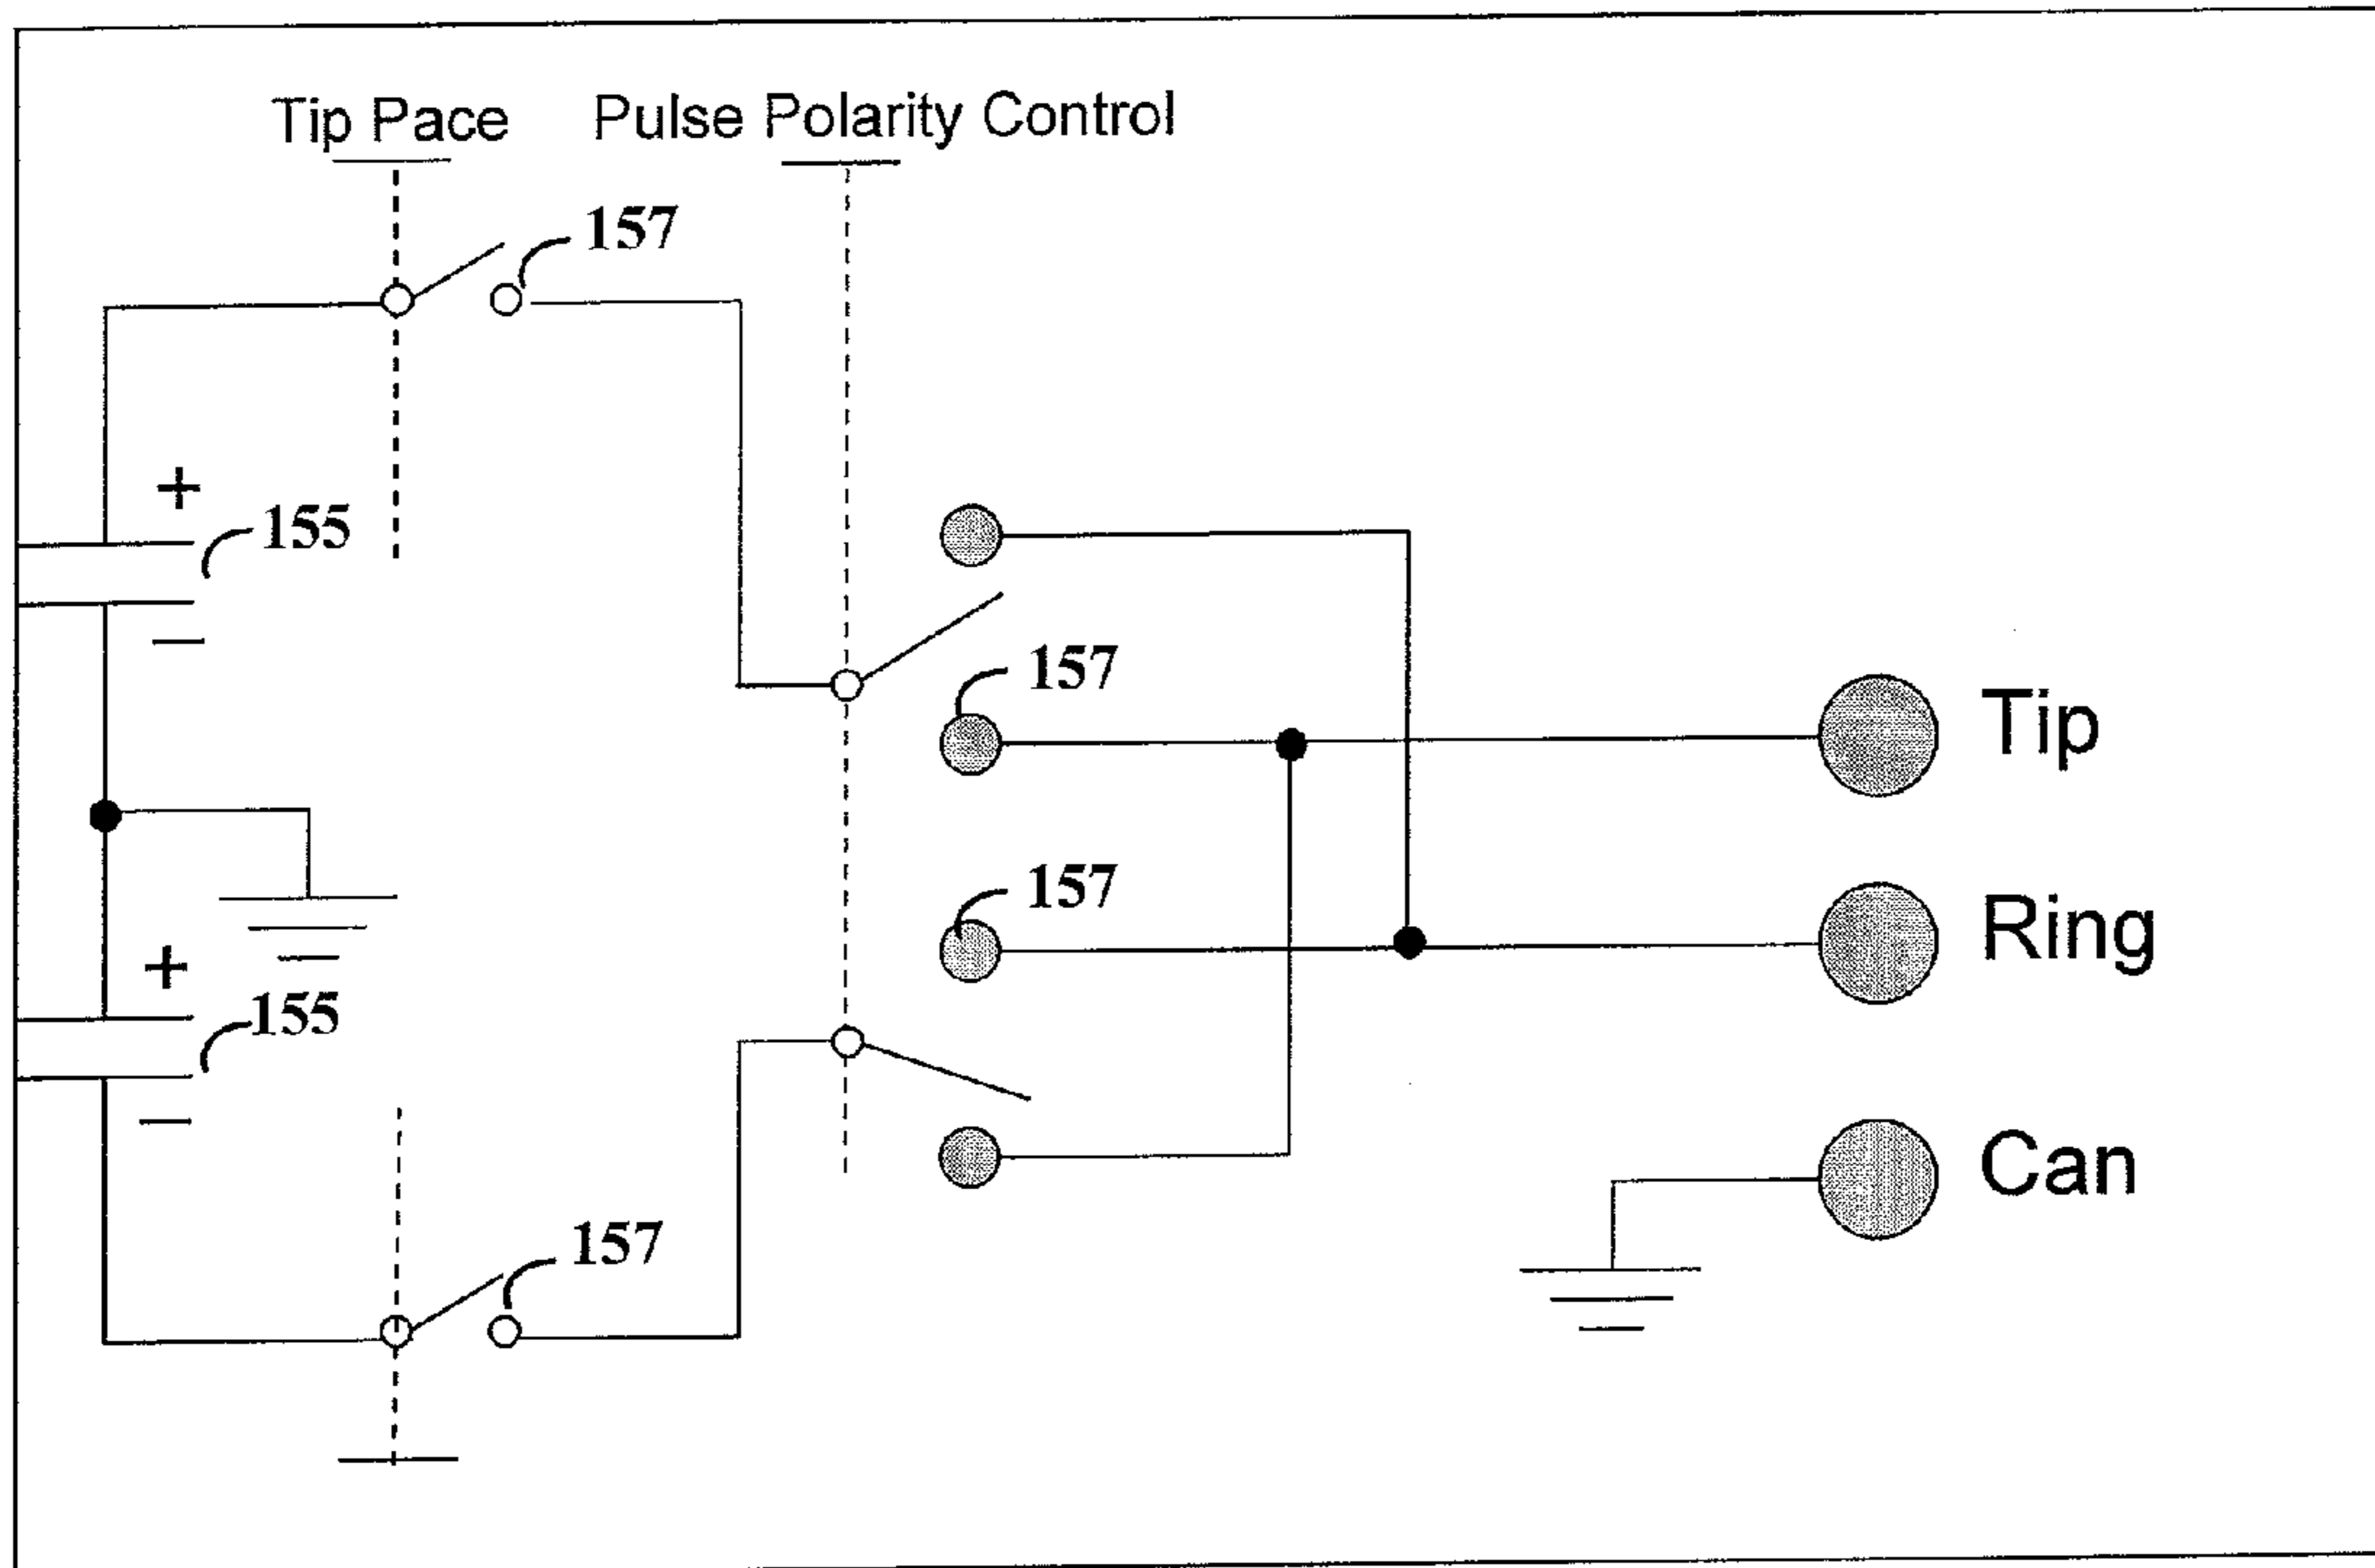 Tip Pace
Pulse Polarity Control
157
+
155
−
157
Tip
157
Ring
+
155
−
Can
157